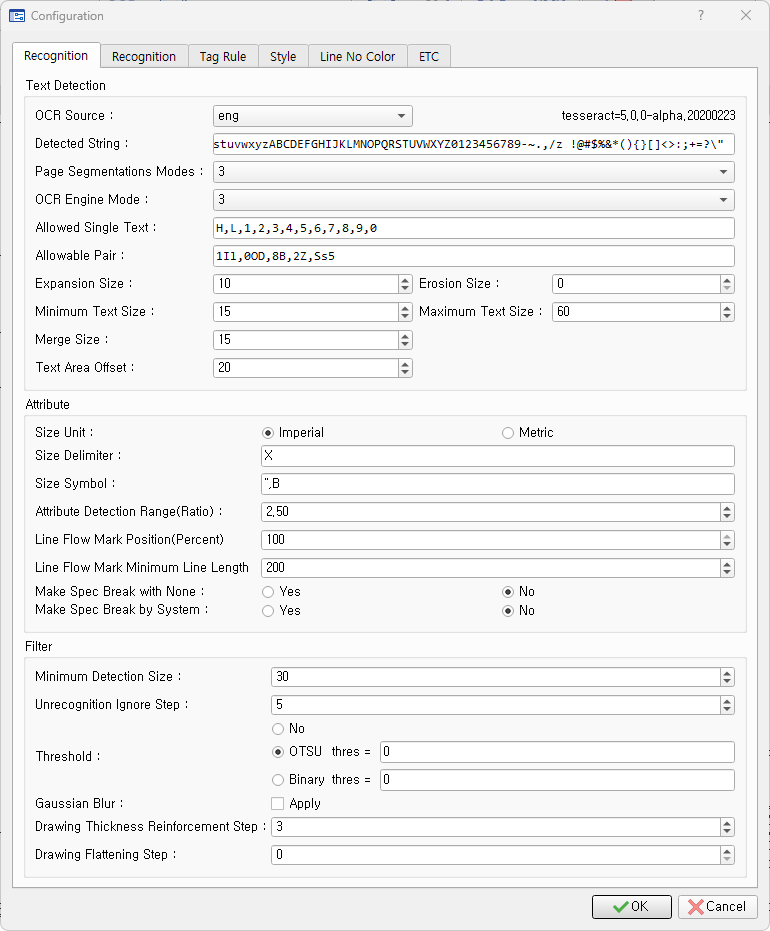 Configuration
Recognition Recognition Tag Rule Style Line No Color ETC
Text Detection
OCR Source : eng tesseract=5,0,0-alpha,20200223
Detected String : stuvwxyzABCDEFGHIJKLMNOPQRSTUVWXYZ0123456789-~.,/z !@#$%&*(){}[]<>:;+=?\"
Page Segmentations Modes : 3
OCR Engine Mode : 3
Allowed Single Text : H,L,1,2,3,4,5,6,7,8,9,0
Allowable Pair : 1Il,0OD,8B,2Z,Ss5
Expansion Size : 10 Erosion Size : 0
Minimum Text Size : 15 Maximum Text Size : 60
Merge Size : 15
Text Area Offset : 20
Attribute
Size Unit : Imperial Metric
Size Delimiter : X
Size Symbol : ",B
Attribute Detection Range(Ratio) : 2,50
Line Flow Mark Position(Percent) 100
Line Flow Mark Minimum Line Length 200
Make Spec Break with None : Yes No
Make Spec Break by System : Yes No
Filter
Minimum Detection Size : 30
Unrecognition Ignore Step : 5
No
Threshold : OTSU thres = 0
Binary thres = 0
Gaussian Blur : Apply
Drawing Thickness Reinforcement Step : 3
Drawing Flattening Step : 0
OK Cancel